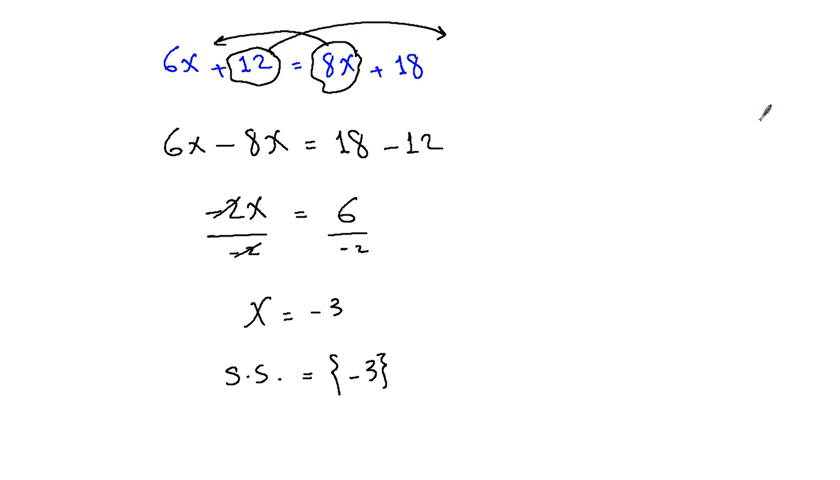 6x + 12 = 8x + 18
6x - 8x = 18 - 12
-2x/-2 = 6/-2
x = -3
S.S. = {-3}